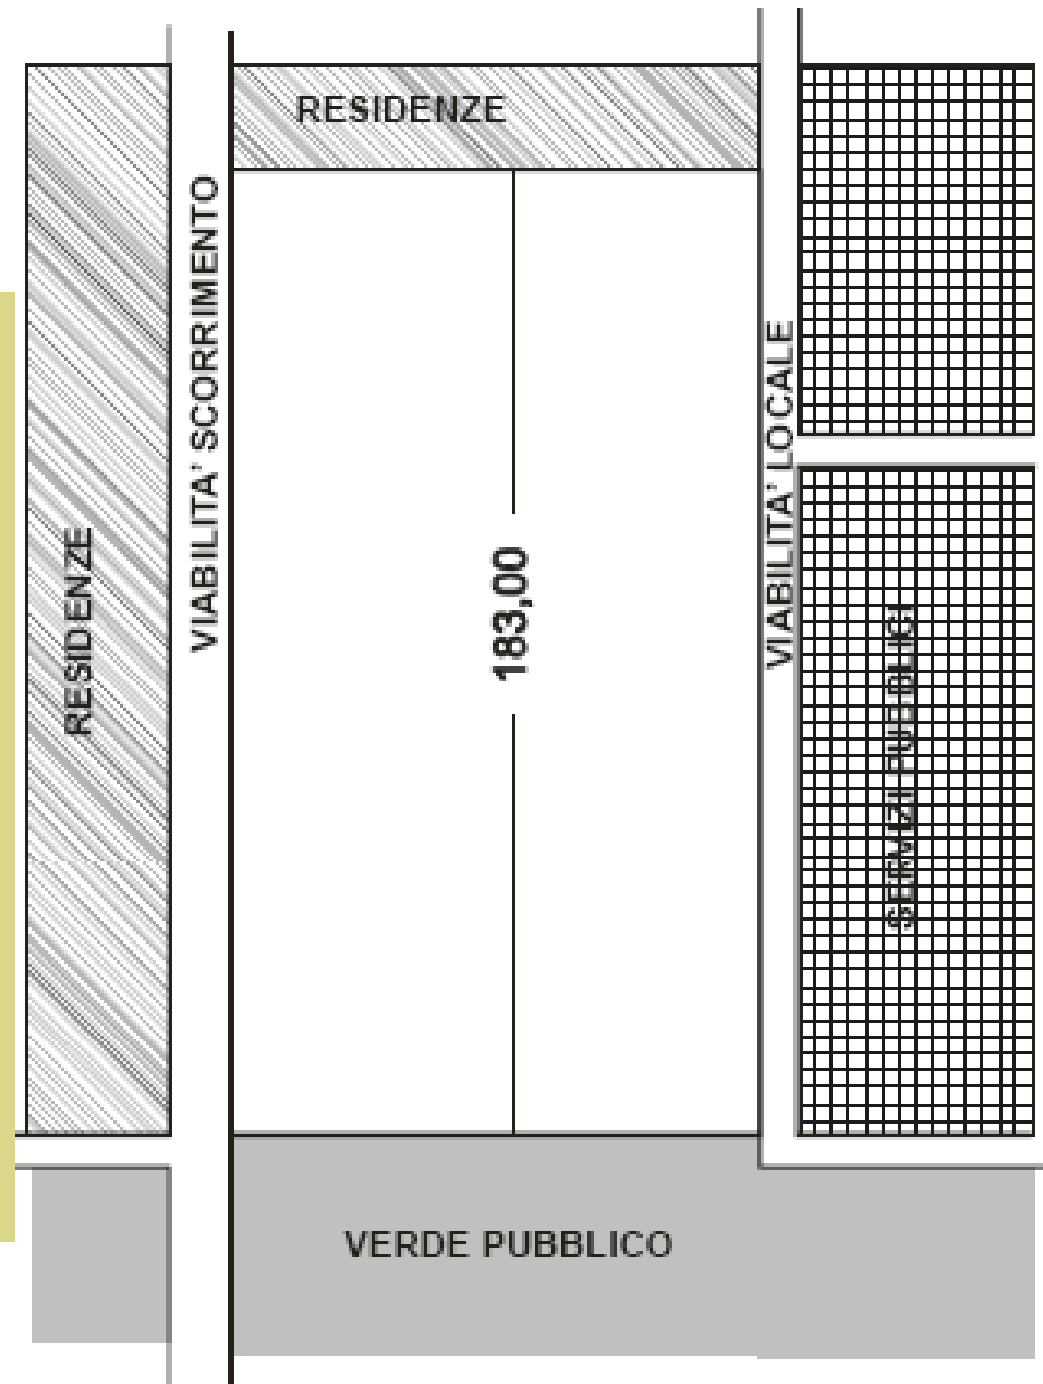 RESIDENZE
RESIDENZE
VIABILITA' SCORRIMENTO
183,00
VIABILITA' LOCALE
SERVIZI PUBBLICI
VERDE PUBBLICO